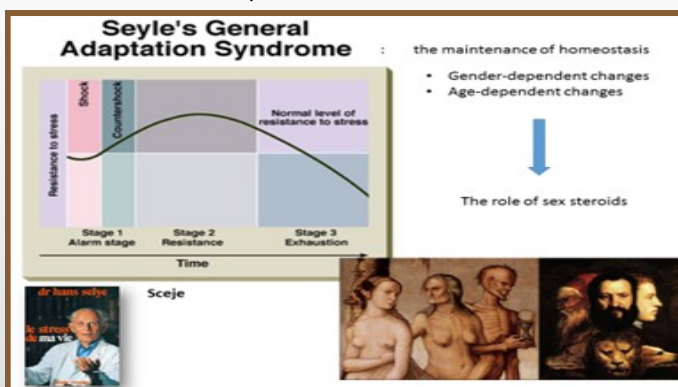 Seyle's General
Adaptation Syndrome
: the maintenance of homeostasis
• Gender-dependent changes
• Age-dependent changes
Resistance to stress
Shock
Countershock
Normal level of
resistance to stress
The role of sex steroids
Stage 1
Alarm stage
Stage 2
Resistance
Stage 3
Exhaustion
Time
Sceje
dr hans selye
le stress
de ma vie